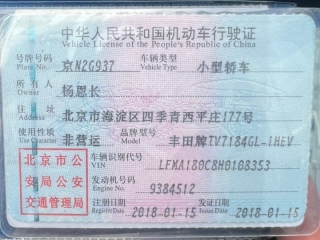 中华人民共和国机动车行驶证
Vehicle License of the People's Republic of China
号牌号码 京N2G937 车辆类型 小型轿车
Plate No. Vehicle Type
所有人 杨恩长
Owner
住址 北京市海淀区四季青西平庄177号
Address
使用性质 非营运 品牌型号 丰田牌TV7184GL-iHEV
Use Character Model
北京市公
安局公安
交通管理局
车辆识别代号 LFMA180C8H0108353
VIN
发动机号码 9384512
Engine No.
注册日期 2018-01-15 发证日期 2018-01-15
Register Date Issue Date